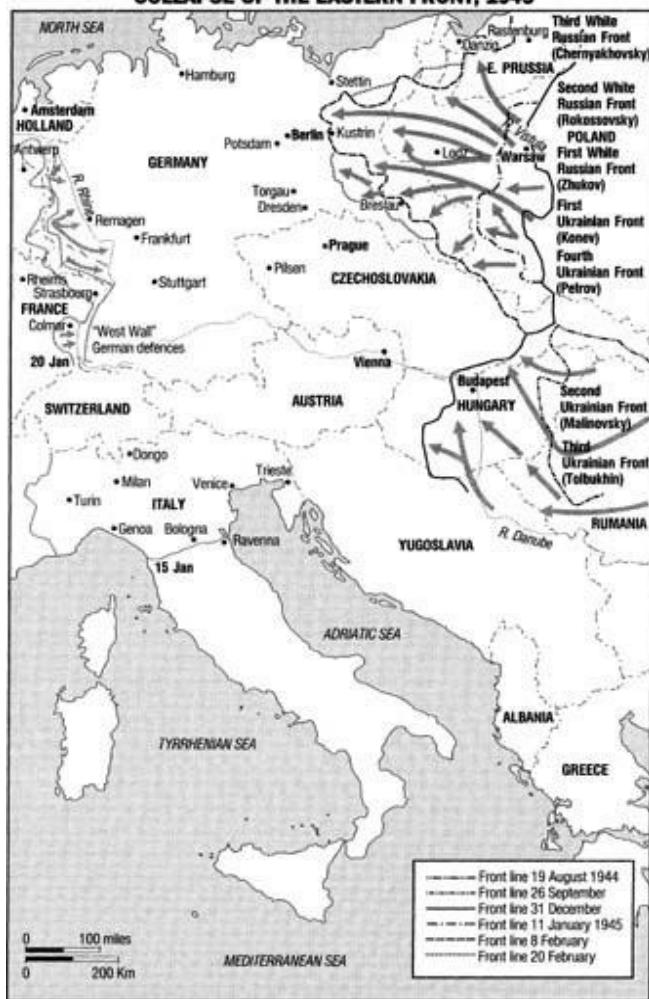 COLLAPSE OF THE EASTERN FRONT, 1945
NORTH SEA
Rastenburg
Danzig
Third White
Russian Front
(Chernyakhovsky)
E. PRUSSIA
Hamburg
Stettin
Second White
Russian Front
(Rokossovsky)
Amsterdam
HOLLAND
Antwerp
Berlin
Kustrin
Potsdam
R. Vistula
POLAND
Lodz
Warsaw
First White
Russian Front
(Zhukov)
GERMANY
R. Rhine
Torgau
Dresden
Breslau
Remagen
Frankfurt
First
Ukrainian Front
(Konev)
Prague
Pilsen
CZECHOSLOVAKIA
Fourth
Ukrainian Front
(Petrov)
Rheims
Strasbourg
Stuttgart
FRANCE
Colmar
"West Wall"
German defences
20 Jan
Vienna
Budapest
HUNGARY
Second
Ukrainian Front
(Malinovsky)
SWITZERLAND
AUSTRIA
Third
Ukrainian Front
(Tolbukhin)
Dongo
Milan
Venice
Trieste
Turin
ITALY
Genoa
Bologna
Ravenna
RUMANIA
R. Danube
YUGOSLAVIA
15 Jan
ADRIATIC SEA
ALBANIA
TYRRHENIAN SEA
GREECE
Front line 19 August 1944
Front line 26 September
Front line 31 December
Front line 11 January 1945
Front line 8 February
Front line 20 February
0 100 miles
0 200 Km
MEDITERRANEAN SEA